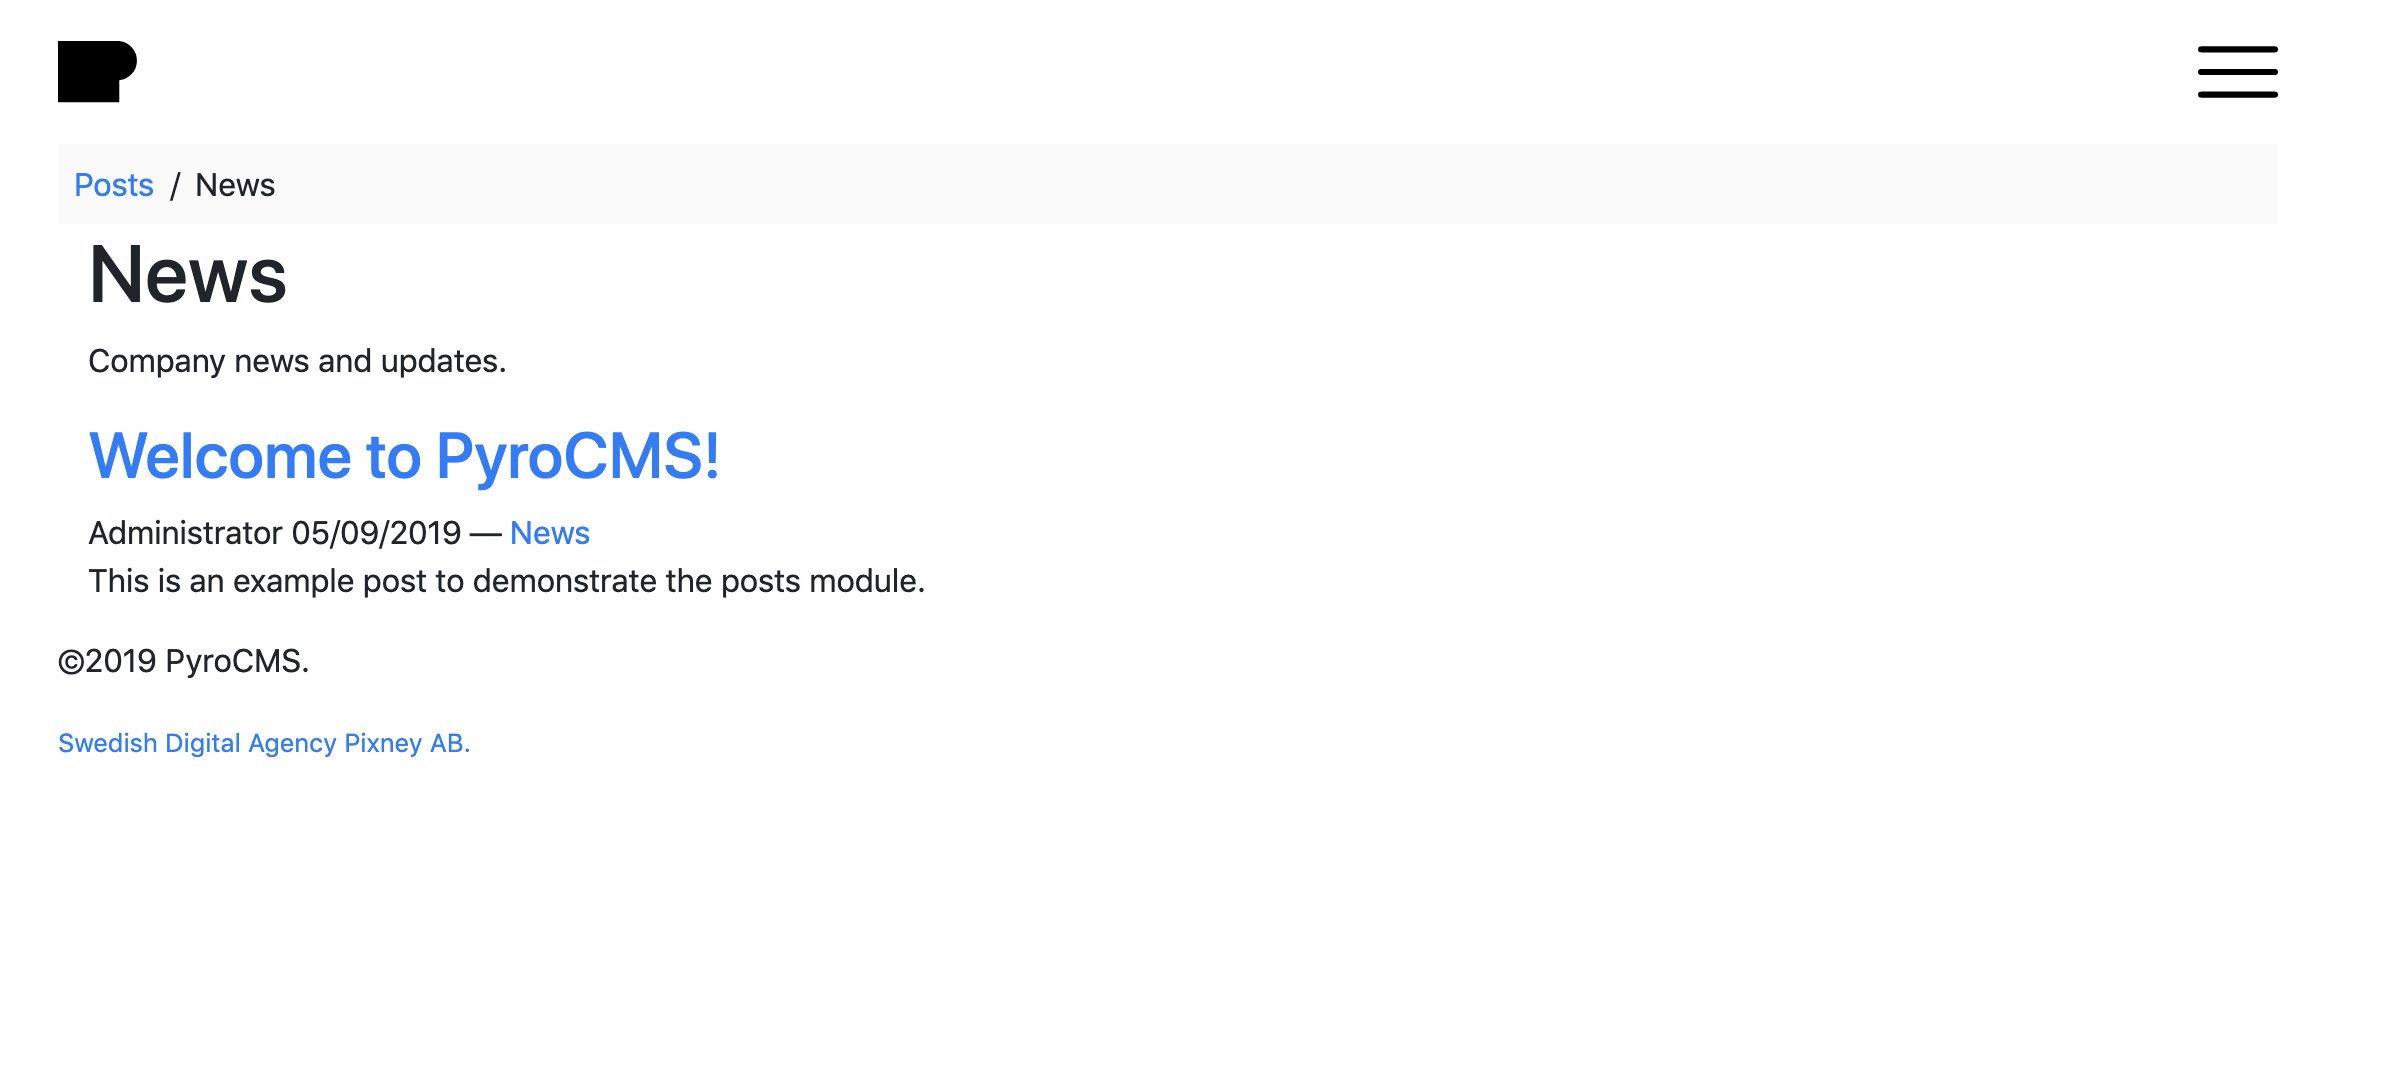 Posts / News
News
Company news and updates.
Welcome to PyroCMS!
Administrator 05/09/2019 — News
This is an example post to demonstrate the posts module.
©2019 PyroCMS.
Swedish Digital Agency Pixney AB.